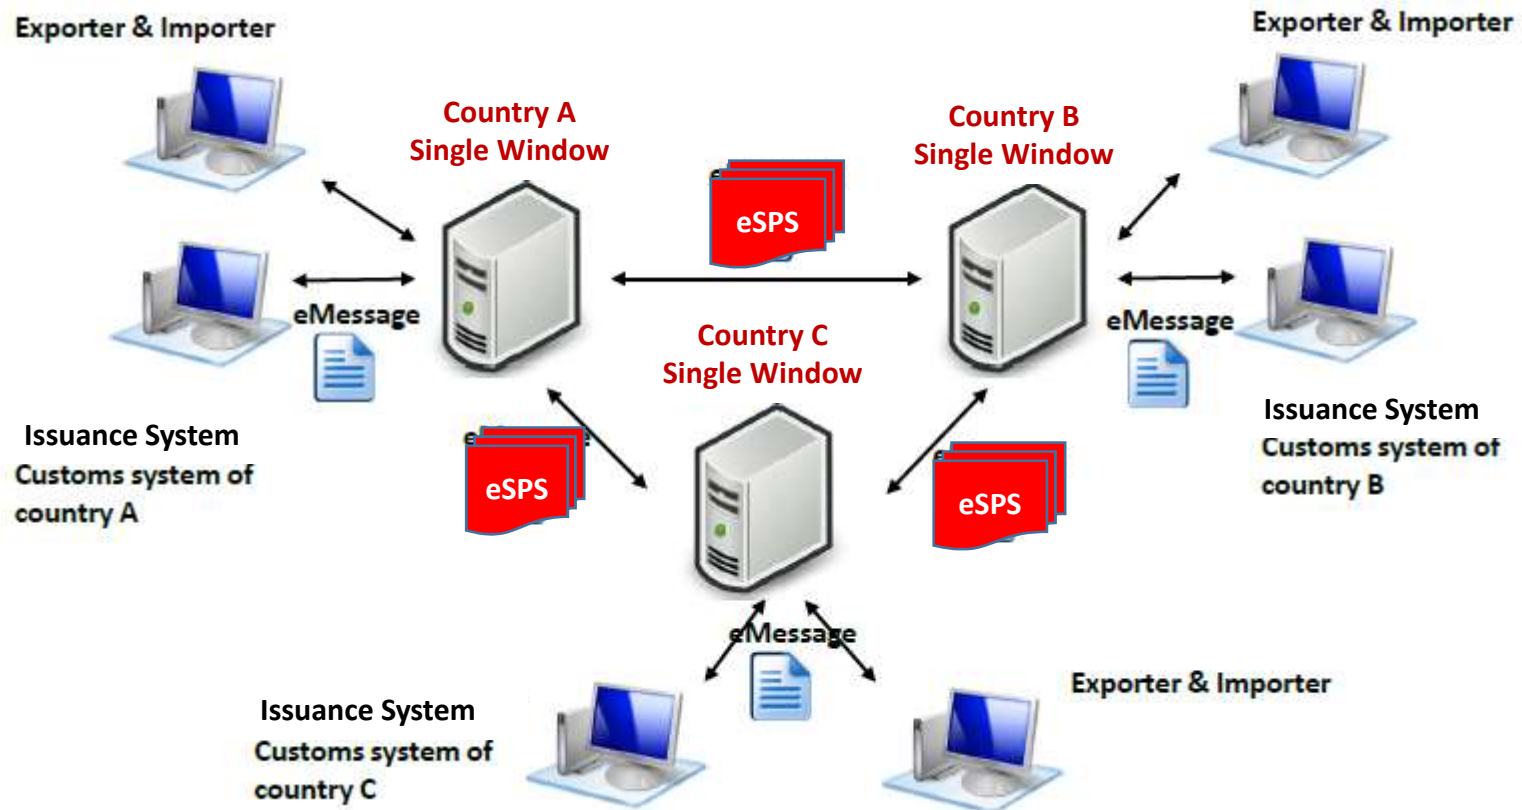 Exporter & Importer
Exporter & Importer
Country A
Single Window
Country B
Single Window
eSPS
eMessage
eMessage
Country C
Single Window
Issuance System
Customs system of
country A
Issuance System
Customs system of
country B
eSPS
eSPS
eMessage
Exporter & Importer
Issuance System
Customs system of
country C